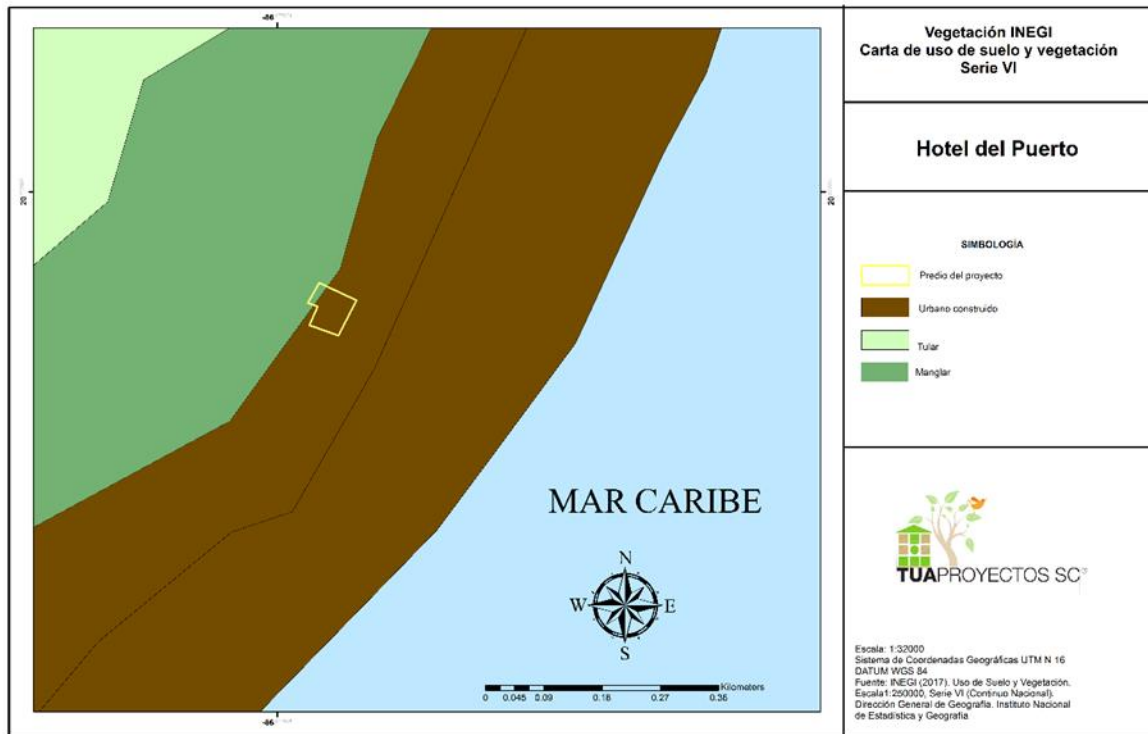 Vegetación INEGI
Carta de uso de suelo y vegetación
Serie VI
Hotel del Puerto
SIMBOLOGÍA
Predio del proyecto
Urbano construido
Tular
Manglar
TUAPROYECTOS SC
Escala: 1:32000
Sistema de Coordenadas Geográficas UTM N 16
DATUM WGS 84
Fuente: INEGI (2017). Uso de Suelo y Vegetación.
Escala1:250000, Serie VI (Continuo Nacional).
Dirección General de Geografía. Instituto Nacional
de Estadística y Geografía
-86
20
20
MAR CARIBE
N
W
E
S
Kilometers
0 0.045 0.09 0.18 0.27 0.36
-86